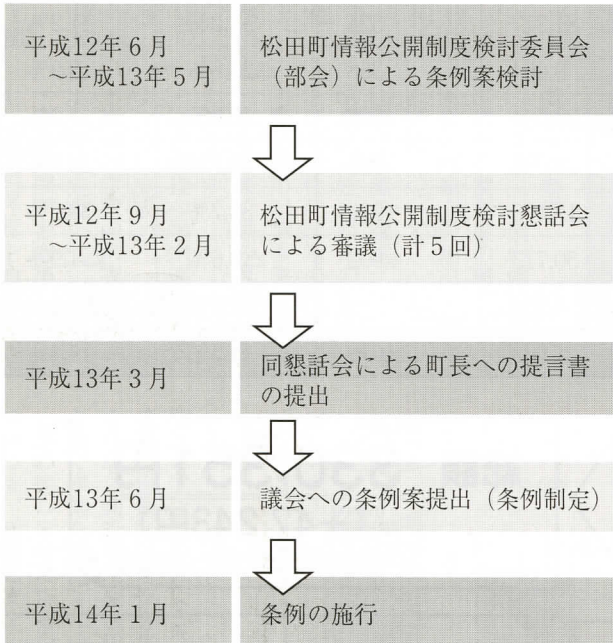 平成12年6月
～平成13年5月
松田町情報公開制度検討委員会
（部会）による条例案検討
平成12年9月
～平成13年2月
松田町情報公開制度検討懇話会
による審議（計5回）
平成13年3月
同懇話会による町長への提言書
の提出
平成13年6月
議会への条例案提出（条例制定）
平成14年1月
条例の施行